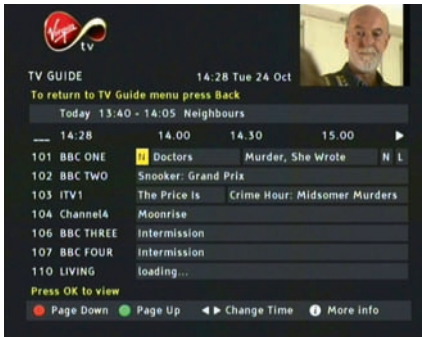 Virgin
tv
TV GUIDE 14:28 Tue 24 Oct
To return to TV Guide menu press Back
Today 13:40 - 14:05 Neighbours
___ 14:28 14.00 14.30 15.00
101 BBC ONE N Doctors Murder, She Wrote N L
102 BBC TWO Snooker: Grand Prix
103 ITV1 The Price Is Crime Hour: Midsomer Murders
104 Channel4 Moonrise
106 BBC THREE Intermission
107 BBC FOUR Intermission
110 LIVING loading...
Press OK to view
Page Down Page Up Change Time i More info